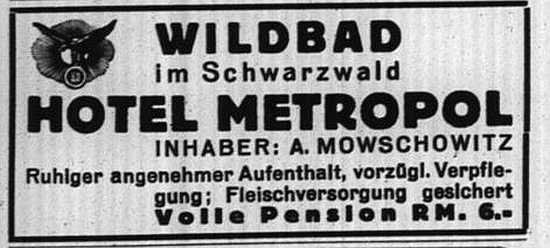 WILDBAD
im Schwarzwald
HOTEL METROPOL
INHABER: A. MOWSCHOWITZ
Ruhiger angenehmer Aufenthalt, vorzügl. Verpfle-
gung; Fleischversorgung gesichert
Volle Pension RM. 6.-